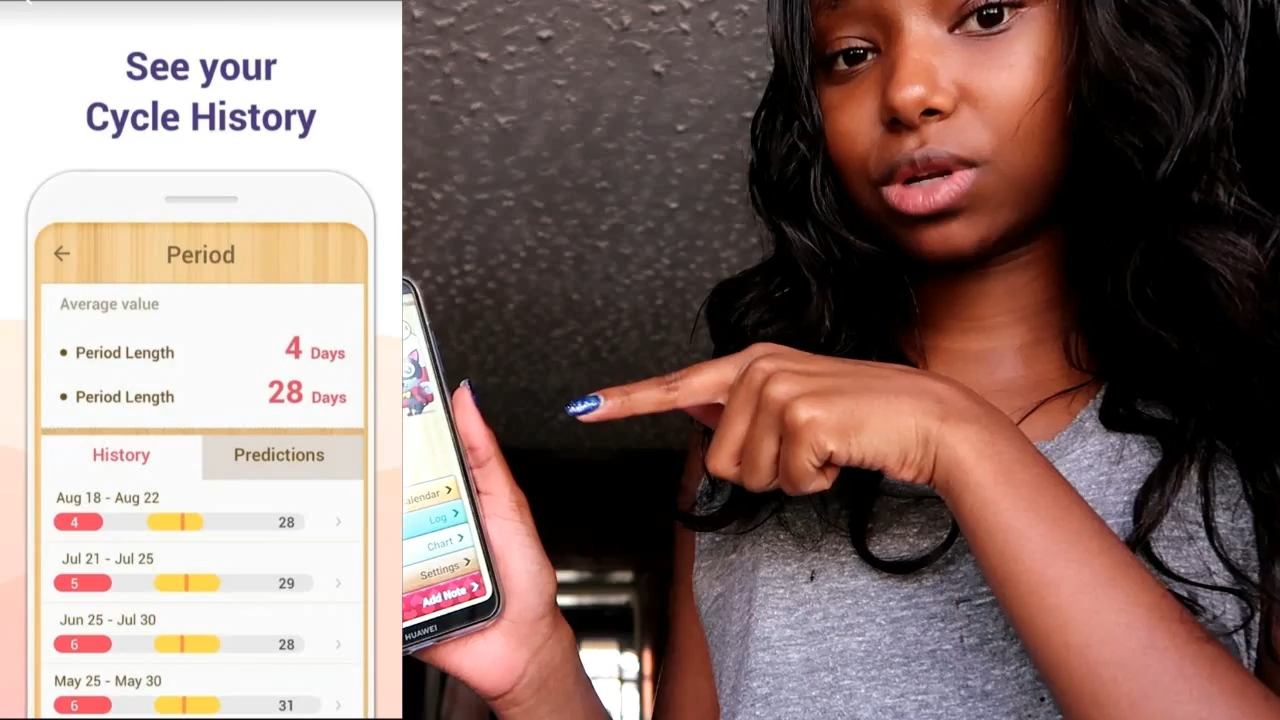 See your
Cycle History
Period
Average value
• Period Length 4 Days
• Period Length 28 Days
History Predictions
Aug 18 - Aug 22
4 28
Jul 21 - Jul 25
5 29
Jun 25 - Jul 30
6 28
May 25 - May 30
6 31
alendar
Log
Chart
Settings
Add Note
HUAWEI